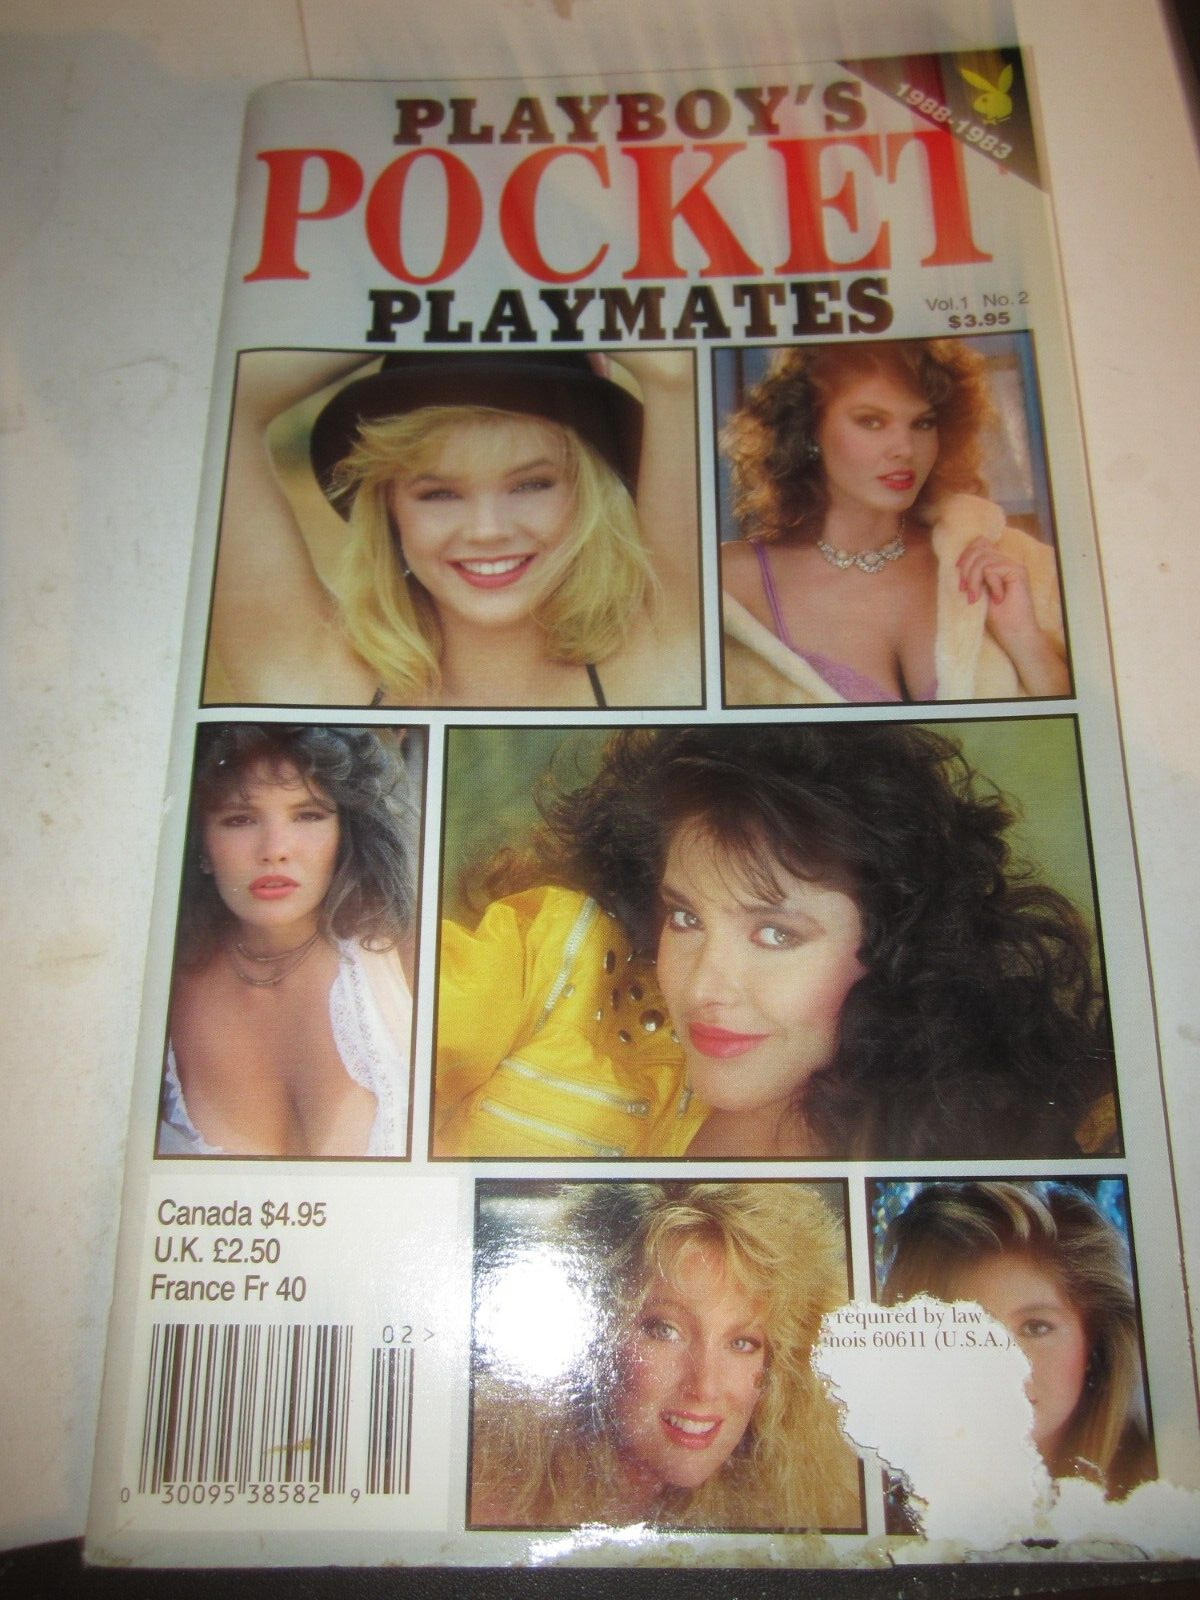 PLAYBOY'S
1988-1983
POCKET
PLAYMATES
Vol.1 No.2
$3.95
Canada $4.95
U.K. £2.50
France Fr 40
02 >
0 30095 38582 9
required by law
nois 60611 (U.S.A.).